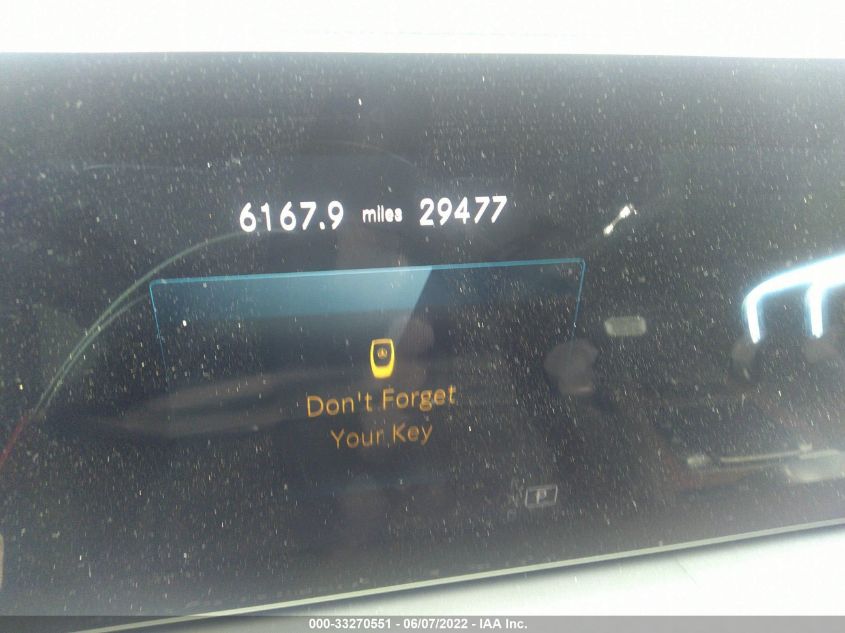 6167.9 miles 29477
Don't Forget
Your Key
P
000-33270551 - 06/07/2022 - IAA Inc.